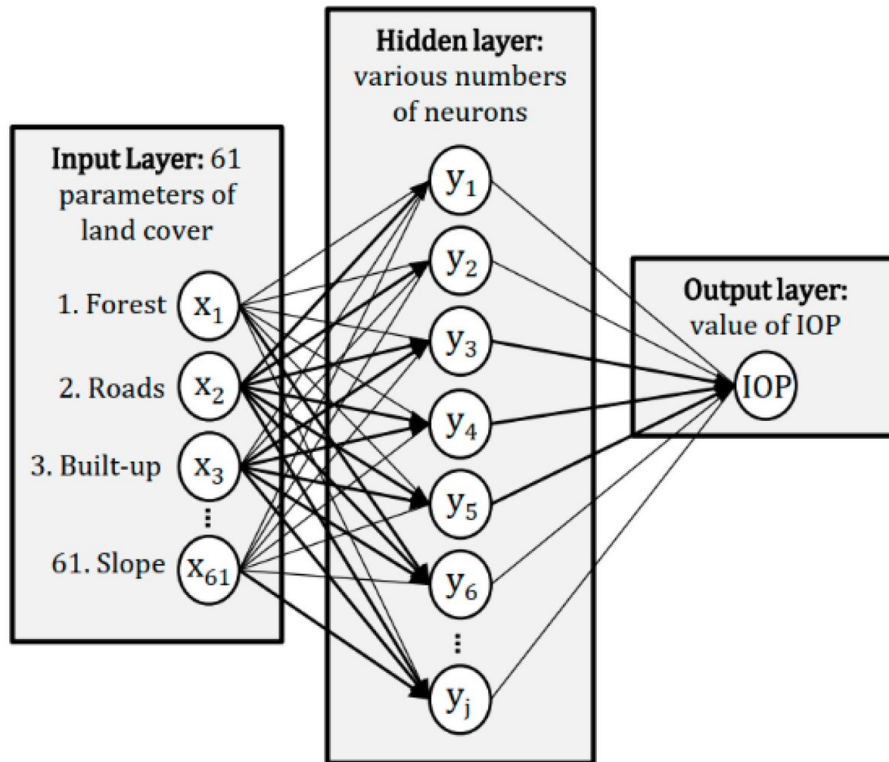 Input Layer: 61
parameters of
land cover
1. Forest
x1
2. Roads
x2
3. Built-up
x3
61. Slope
x61
Hidden layer:
various numbers
of neurons
y1
y2
y3
y4
y5
y6
yj
Output layer:
value of IOP
IOP